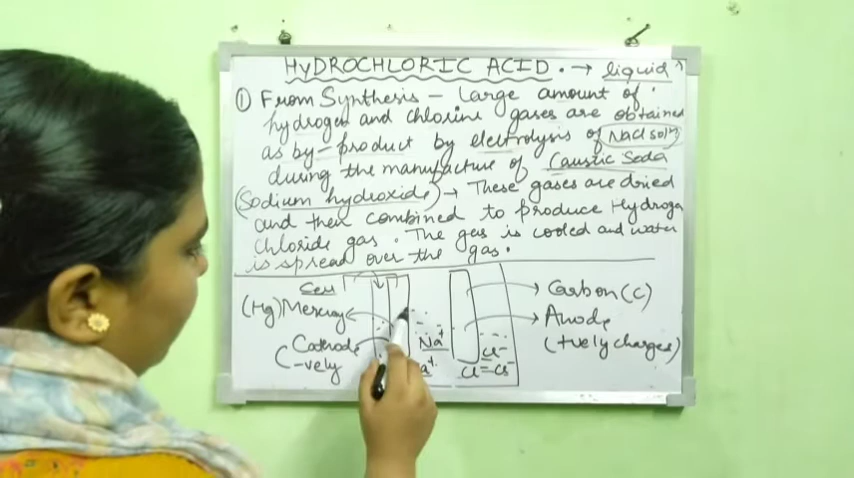 HYDROCHLORIC ACID. → liquid
① From Synthesis - Large amount of
hydrogen and chlorine gases are obtained
as by-product by electrolysis of NaCl soln
during the manufacture of Caustic Soda
(Sodium hydroxide) → These gases are dried
and then combined to produce Hydrogen
chloride gas. The gas is cooled and water
is spread over the gas.
Cell
(Hg) Mercury
Cathode
(-vely
Na+
a+
Cl-
Carbon (C)
Anode
(+vely charges)